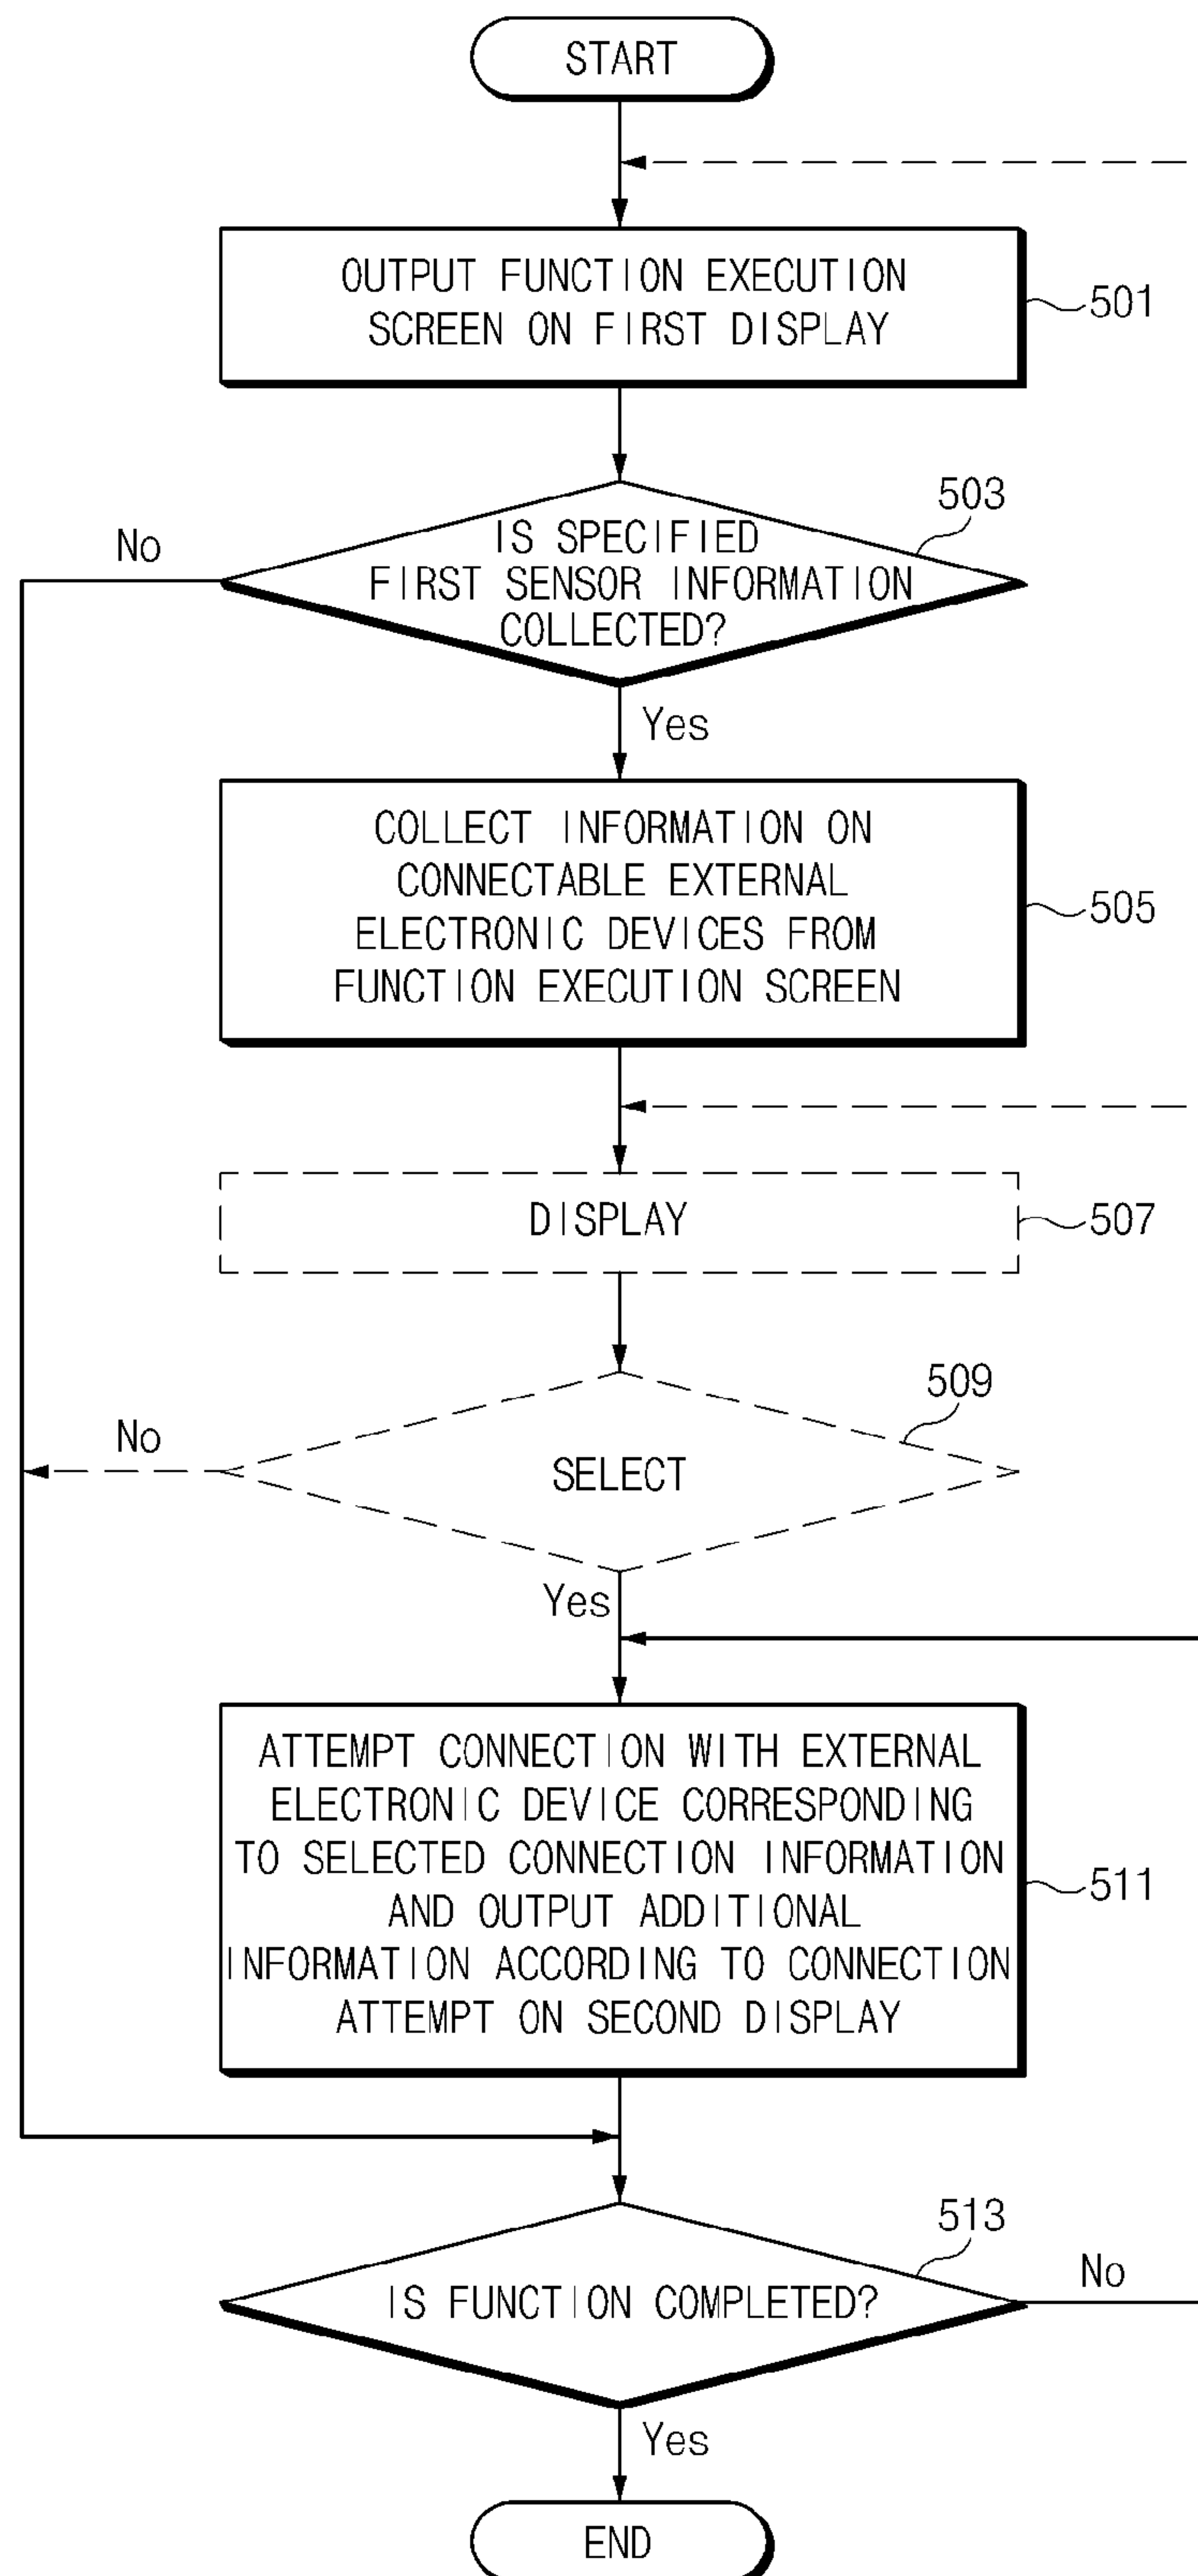 START
OUTPUT FUNCTION EXECUTION
SCREEN ON FIRST DISPLAY
501
503
No
IS SPECIFIED
FIRST SENSOR INFORMATION
COLLECTED?
Yes
COLLECT INFORMATION ON
CONNECTABLE EXTERNAL
ELECTRONIC DEVICES FROM
FUNCTION EXECUTION SCREEN
505
DISPLAY
507
509
No
SELECT
Yes
ATTEMPT CONNECTION WITH EXTERNAL
ELECTRONIC DEVICE CORRESPONDING
TO SELECTED CONNECTION INFORMATION
AND OUTPUT ADDITIONAL
INFORMATION ACCORDING TO CONNECTION
ATTEMPT ON SECOND DISPLAY
511
513
IS FUNCTION COMPLETED?
No
Yes
END